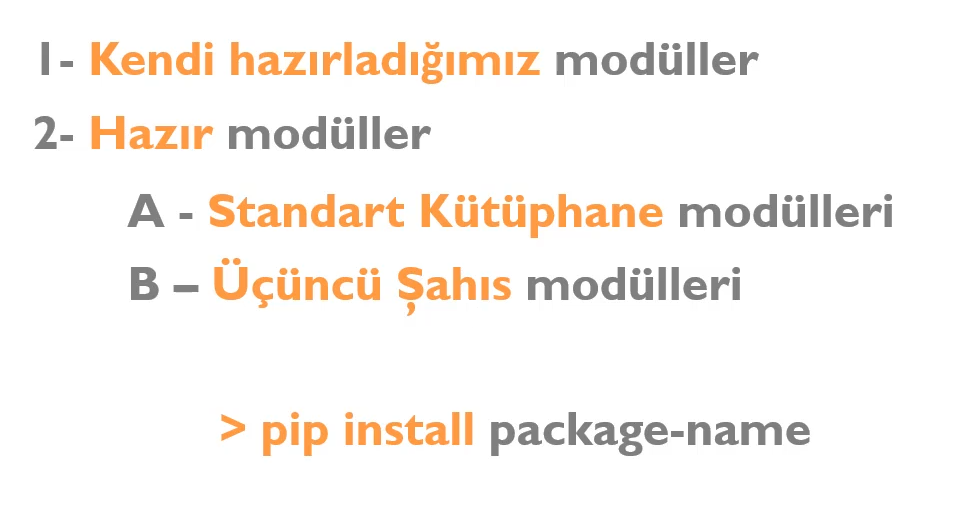 1- Kendi hazırladığımız modüller
2- Hazır modüller
A - Standart Kütüphane modülleri
B – Üçüncü Şahıs modülleri
> pip install package-name